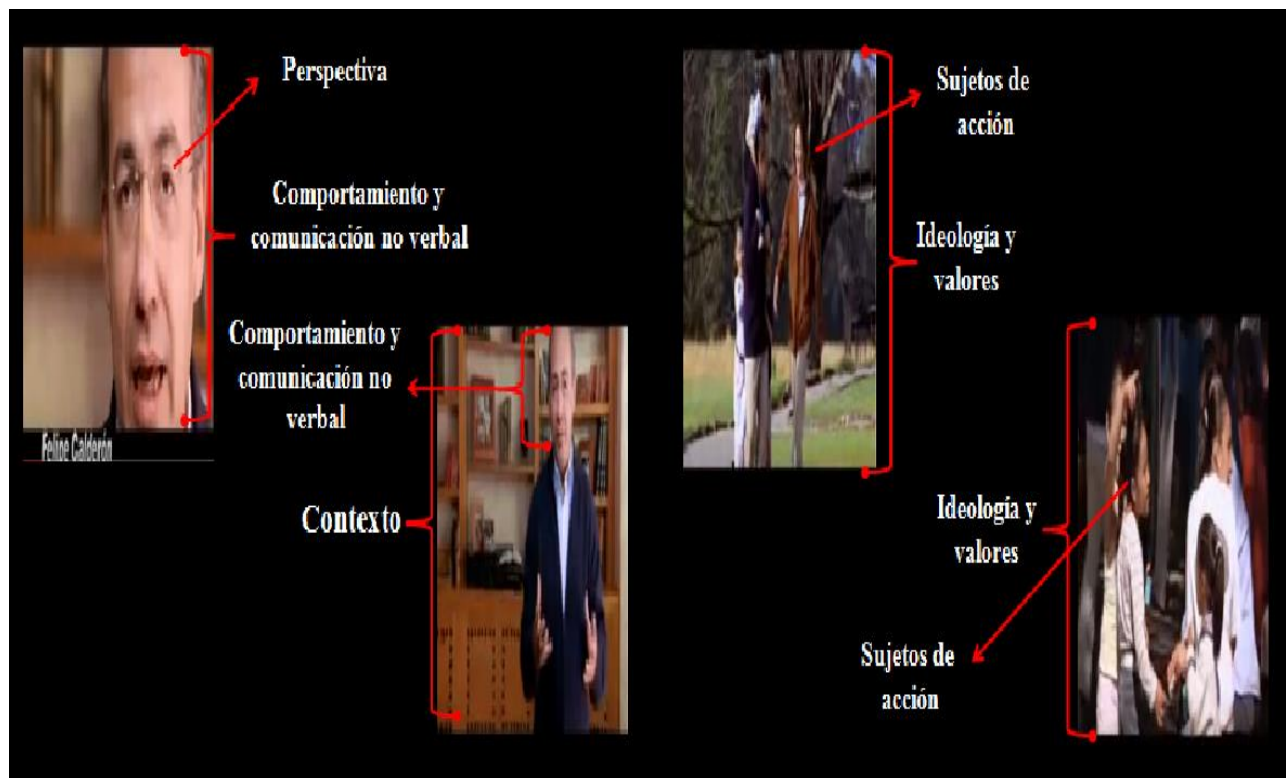 Perspectiva
Comportamiento y
comunicación no verbal
Felipe Calderón
Comportamiento y
comunicación no
verbal
Contexto
Sujetos de
acción
Ideología y
valores
Ideología y
valores
Sujetos de
acción